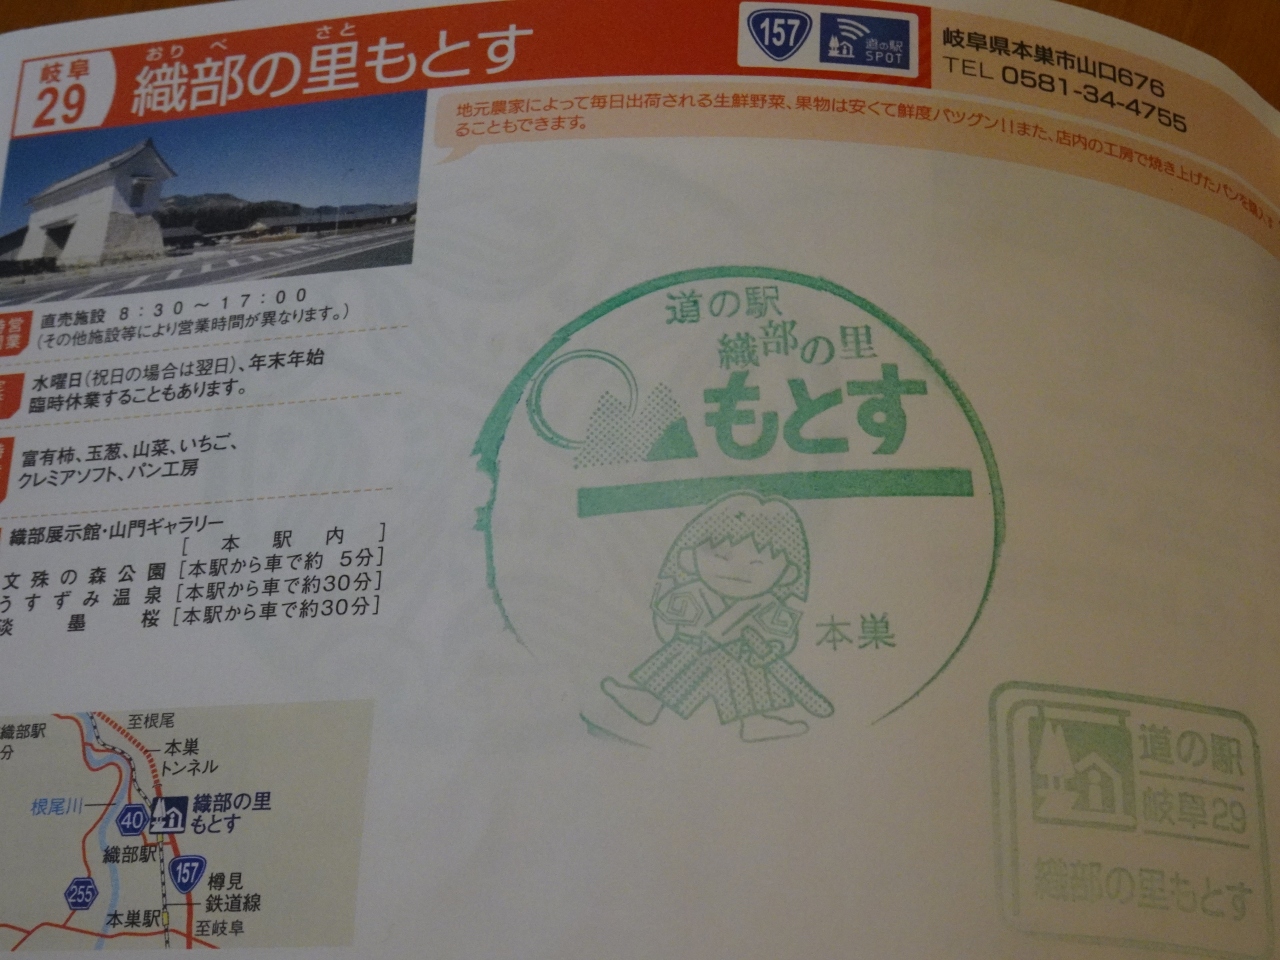 岐阜
29
おりべ さと
織部の里もとす
157
道の駅
SPOT
岐阜県本巣市山口676
TEL 0581-34-4755
地元農家によって毎日出荷される生鮮野菜、果物は安くて鮮度バツグン!!また、店内の工房で焼き上げたパンを購入す
ることもできます。
営業
直売施設 8:30~17:00
(その他施設等により営業時間が異なります。)
水曜日(祝日の場合は翌日)、年末年始
臨時休業することもあります。
富有柿、玉葱、山菜、いちご、
クレミアソフト、パン工房
織部展示館・山門ギャラリー
[本駅内]
文殊の森公園 [本駅から車で約 5分]
うすずみ温泉 [本駅から車で約30分]
淡墨桜 [本駅から車で約30分]
道の駅
織部の里
もとす
本巣
道の駅
岐阜29
織部の里もとす
織部駅
分
至根尾
本巣
トンネル
根尾川
40
織部の里
もとす
織部駅
157
255
樽見
鉄道線
本巣駅
至岐阜